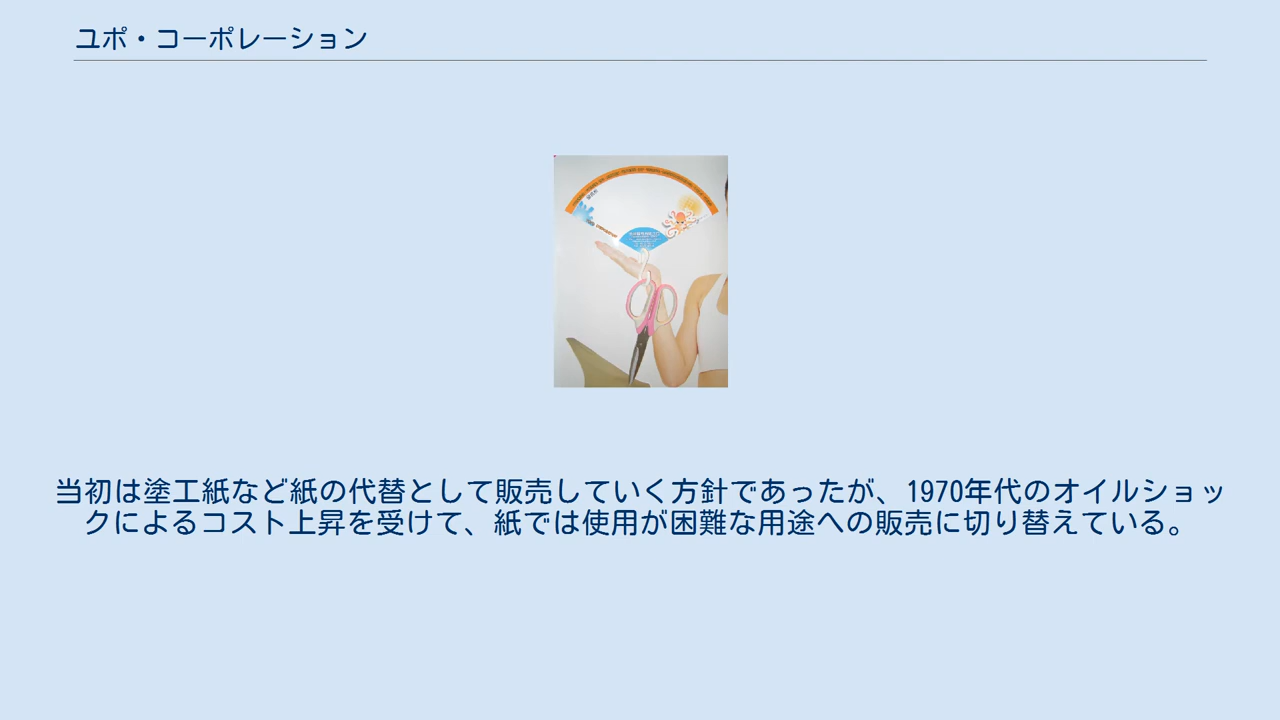 ユポ・コーポレーション
当初は塗工紙など紙の代替として販売していく方針であったが、1970年代のオイルショッ
クによるコスト上昇を受けて、紙では使用が困難な用途への販売に切り替えている。